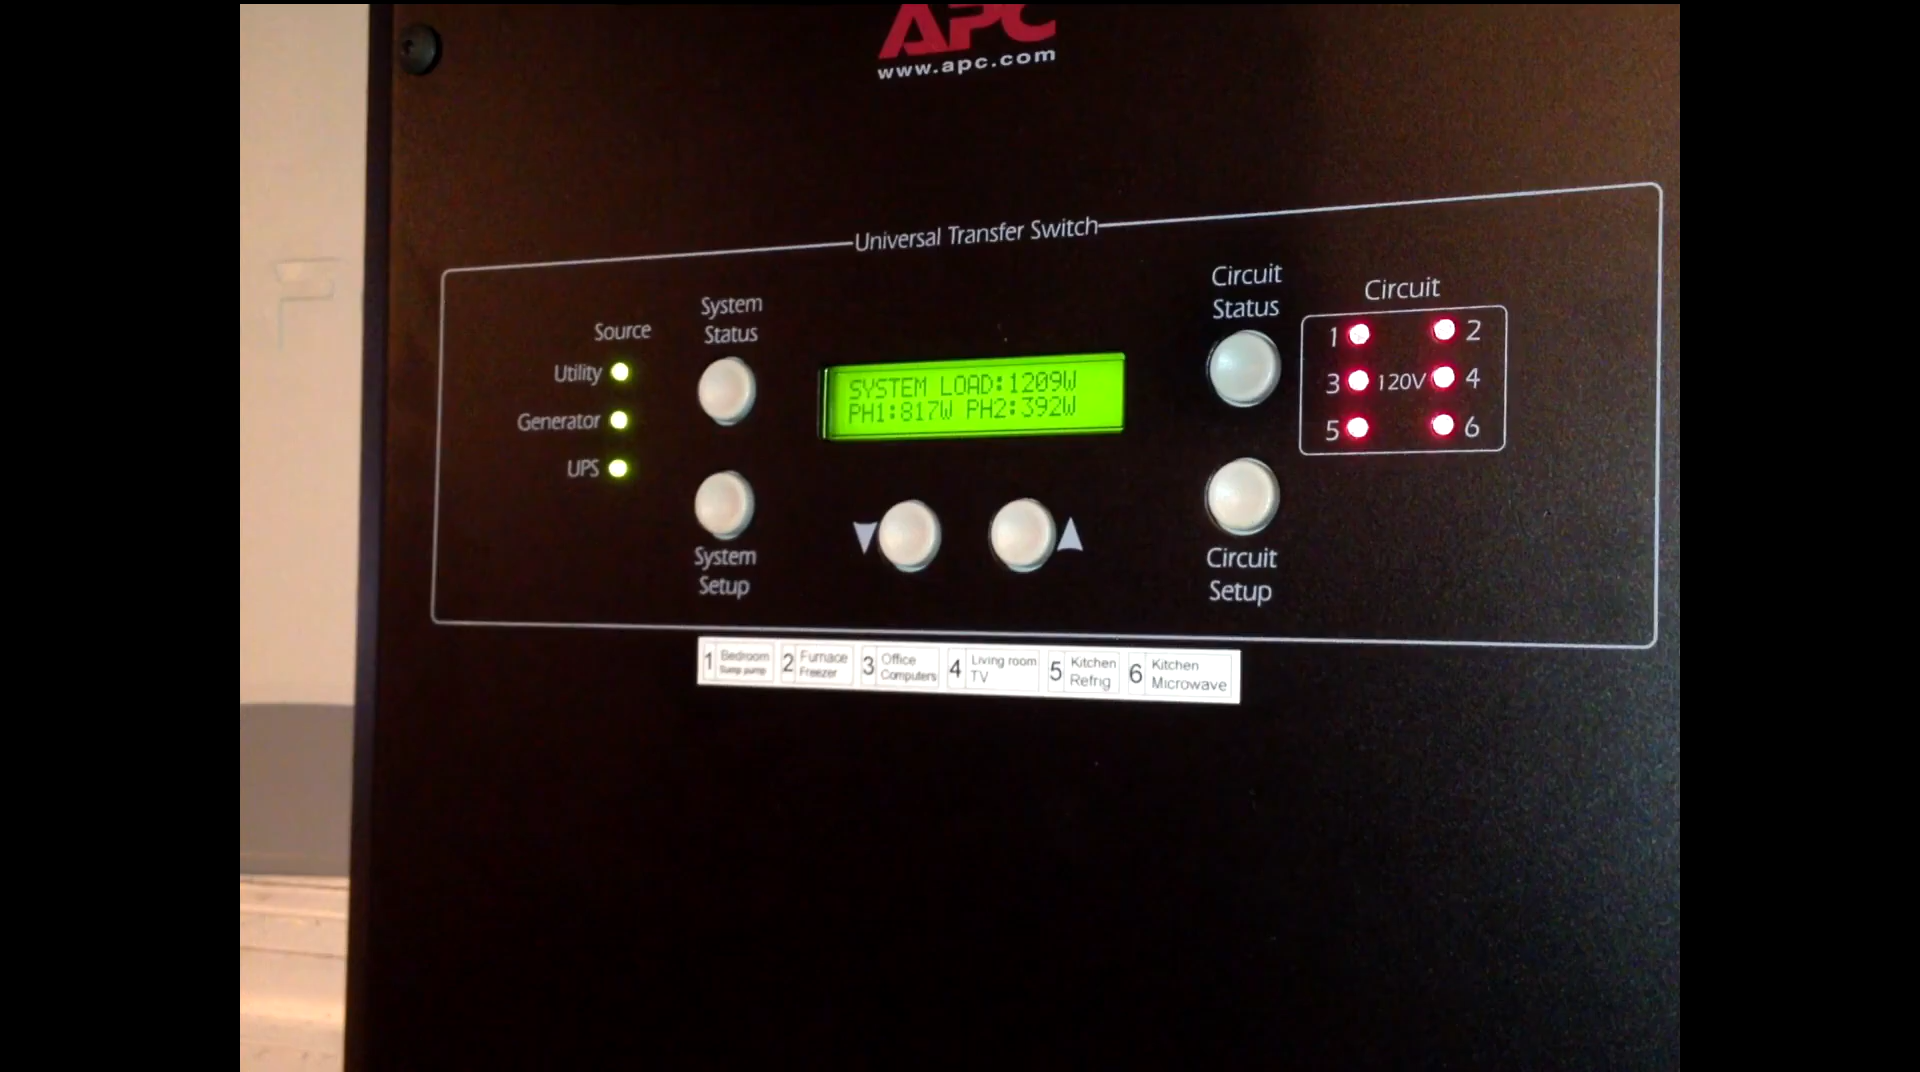 APC
www.apc.com
Universal Transfer Switch
Source
Utility
Generator
UPS
System
Status
System
Setup
SYSTEM LOAD:1209W
PH1:817W PH2:392W
▼ ▲
Circuit
Status
Circuit
Setup
Circuit
1 2
3 120V 4
5 6
1 Bedroom
Sump pump
2 Furnace
Freezer
3 Office
Computers
4 Living room
TV
5 Kitchen
Refrig
6 Kitchen
Microwave